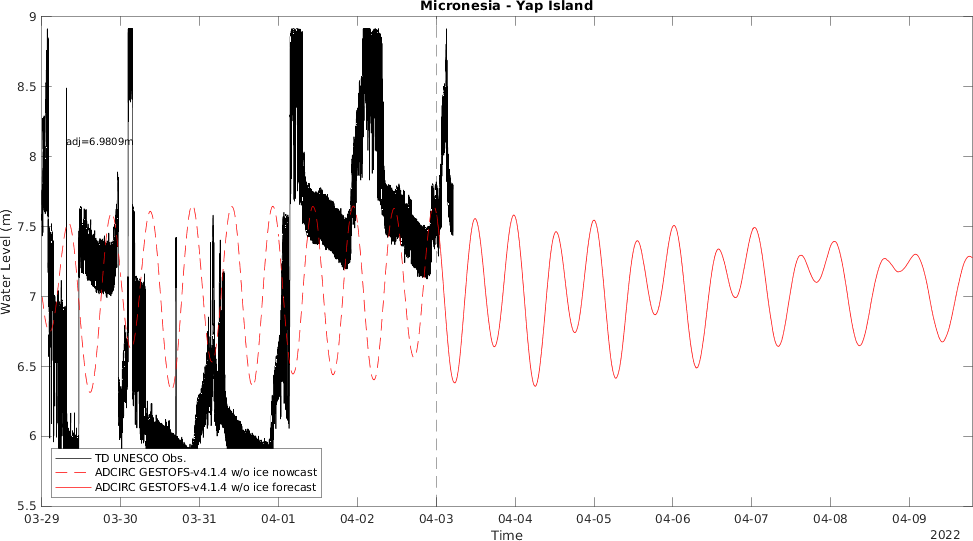 Micronesia - Yap Island
9
8.5
8
7.5
7
6.5
6
5.5
Water Level (m)
adj=6.9809m
TD UNESCO Obs.
ADCIRC GESTOFS-v4.1.4 w/o ice nowcast
ADCIRC GESTOFS-v4.1.4 w/o ice forecast
03-29 03-30 03-31 04-01 04-02 04-03 04-04 04-05 04-06 04-07 04-08 04-09
Time
2022